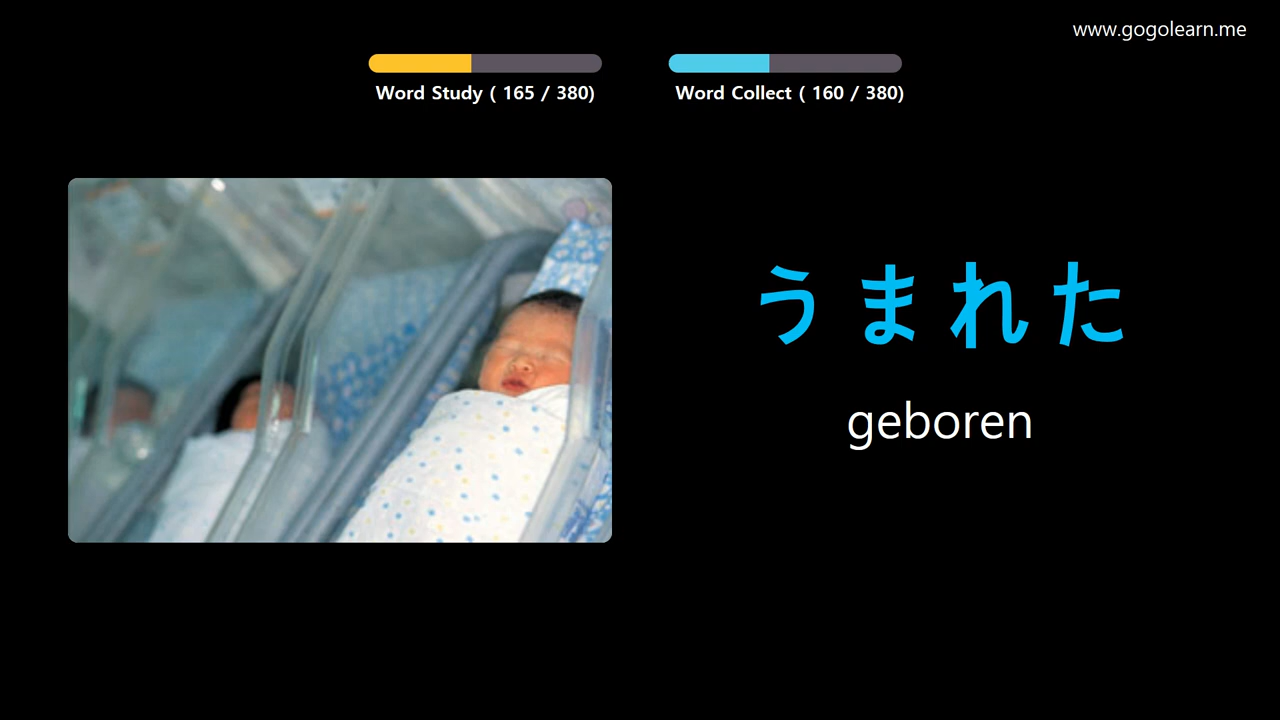 www.gogolearn.me
Word Study ( 165 / 380)
Word Collect ( 160 / 380)
うまれた
geboren